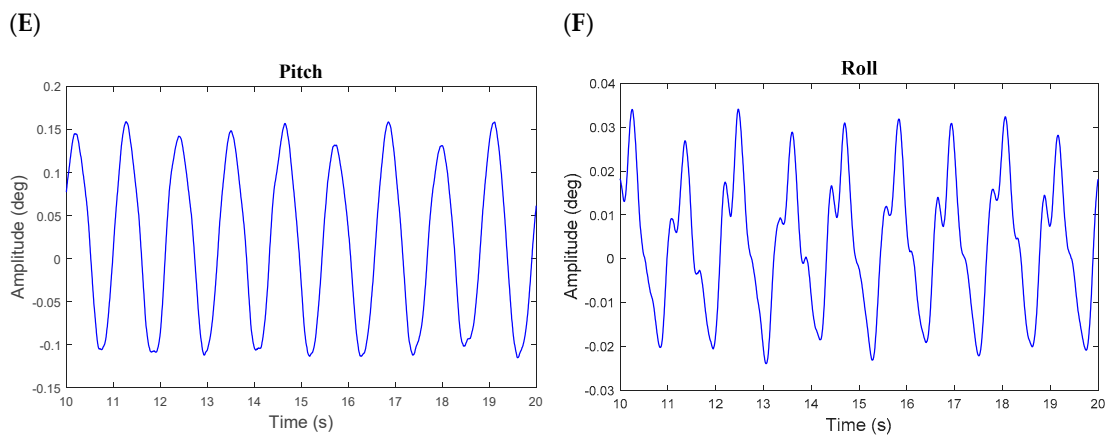 (E)
Pitch
0.2
0.15
0.1
0.05
0
-0.05
-0.1
-0.15
Amplitude (deg)
10 11 12 13 14 15 16 17 18 19 20
Time (s)
(F)
Roll
0.04
0.03
0.02
0.01
0
-0.01
-0.02
-0.03
Amplitude (deg)
10 11 12 13 14 15 16 17 18 19 20
Time (s)